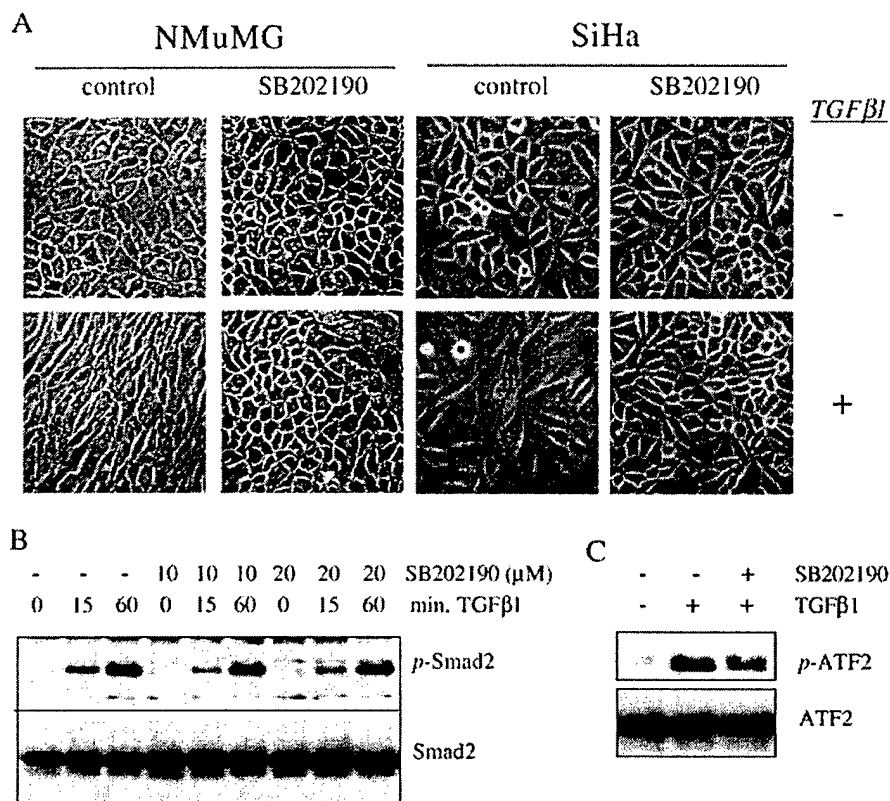 A
NMuMG SiHa
control SB202190 control SB202190 TGFβ1
-
+
B
- - - 10 10 10 20 20 20 SB202190 (μM)
0 15 60 0 15 60 0 15 60 min. TGFβ1
p-Smad2
Smad2
C
- - + SB202190
- + + TGFβ1
p-ATF2
ATF2